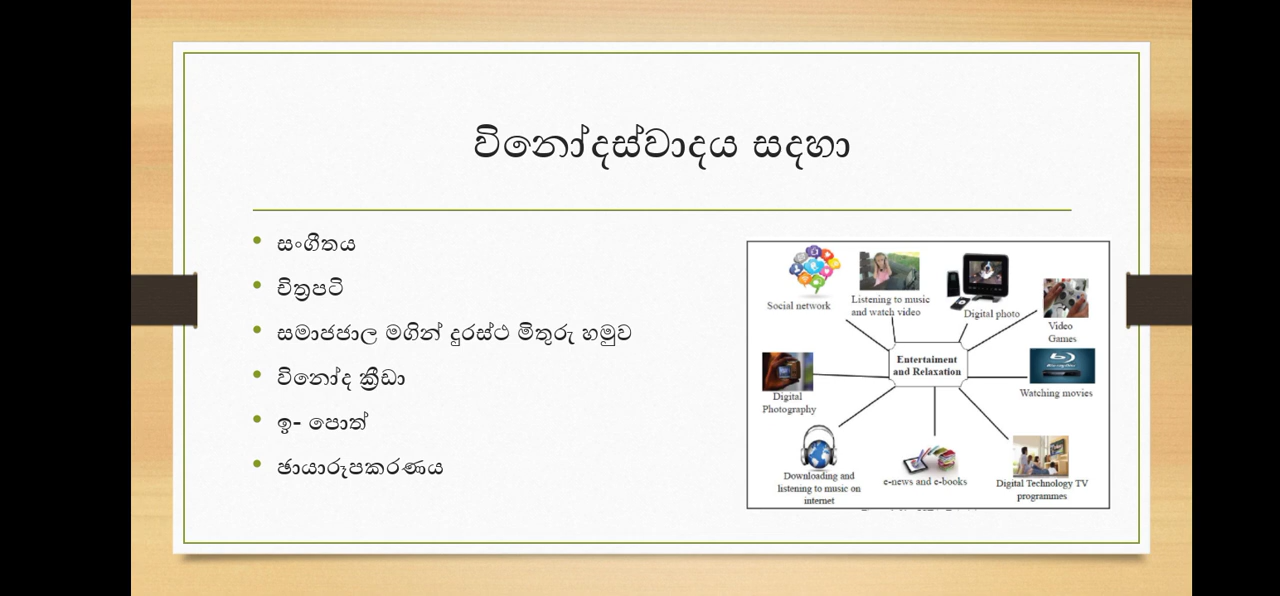 විනෝදස්වාදය සදහා
• සංගීතය
• චිත්‍රපටි
• සමාජජාල මගින් දුරස්ථ මිතුරු හමුව
• විනෝද ක්‍රීඩා
• ඉ- පොත්
• ඡායාරූපකරණය
Social network
Listening to music
and watch video
Digital photo
Video
Games
Entertaiment
and Relaxation
Digital
Photography
Watching movies
Downloading and
listening to music on
internet
e-news and e-books
Digital Technology TV
programmes